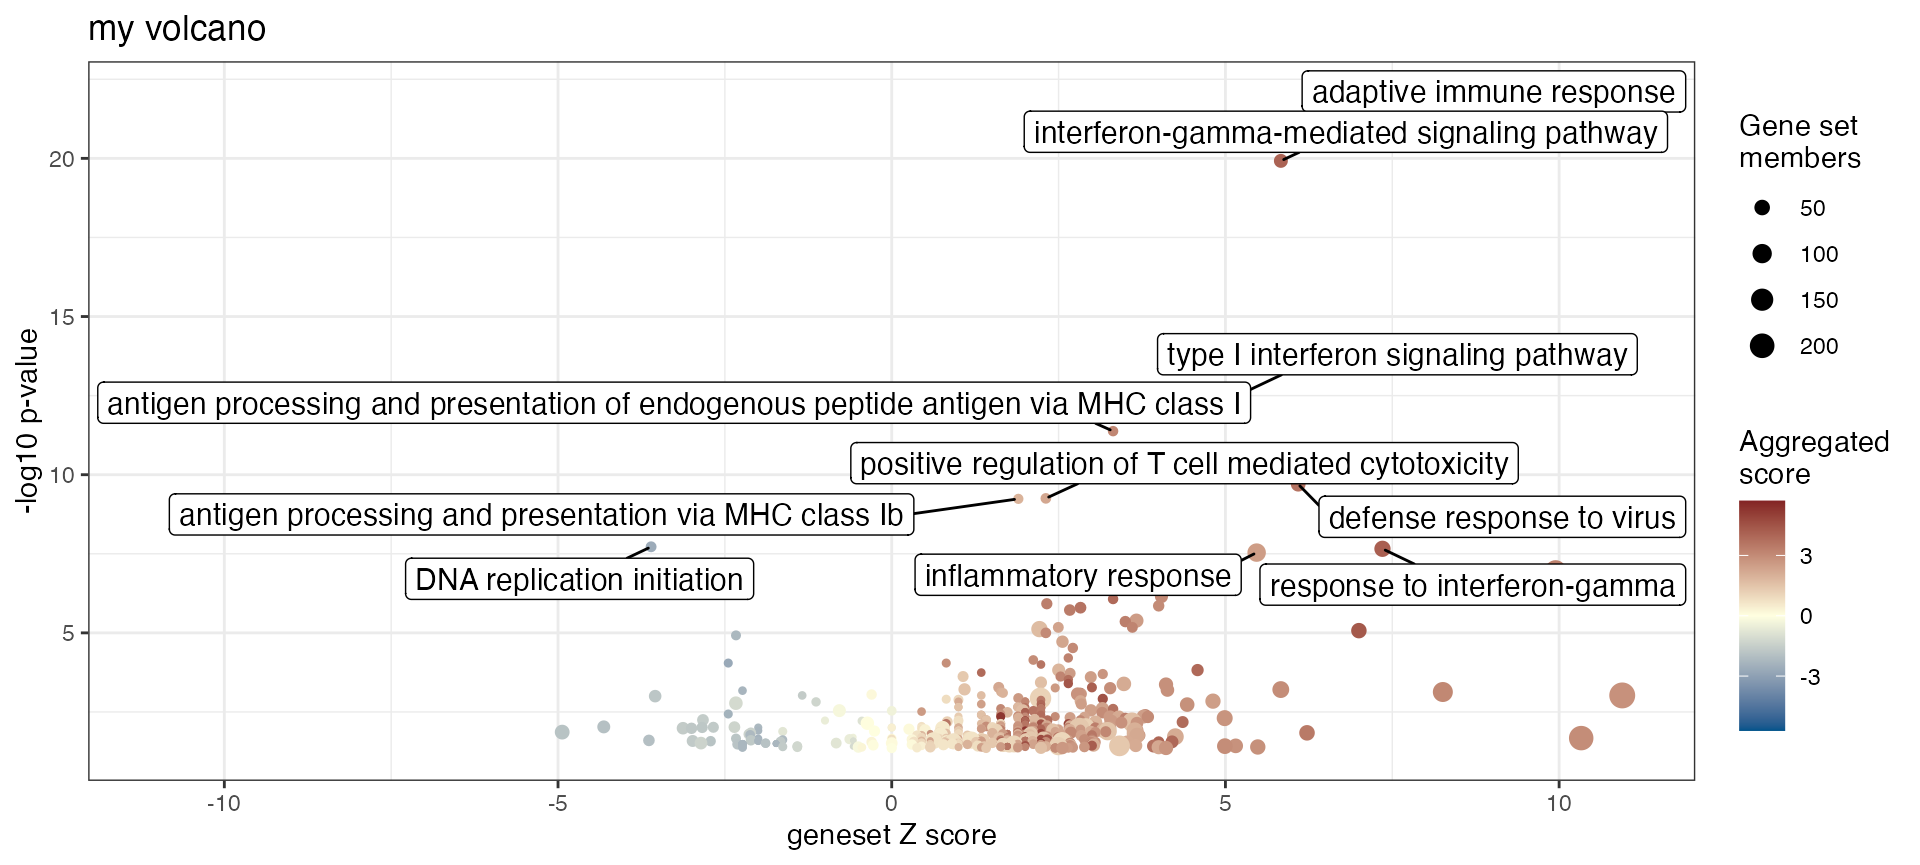 my volcano
adaptive immune response
interferon-gamma-mediated signaling pathway
type I interferon signaling pathway
antigen processing and presentation of endogenous peptide antigen via MHC class I
positive regulation of T cell mediated cytotoxicity
antigen processing and presentation via MHC class Ib
defense response to virus
DNA replication initiation
inflammatory response
response to interferon-gamma
-log10 p-value
20
15
10
5
-10
-5
0
5
10
geneset Z score
Gene set
members
50
100
150
200
Aggregated
score
3
0
-3